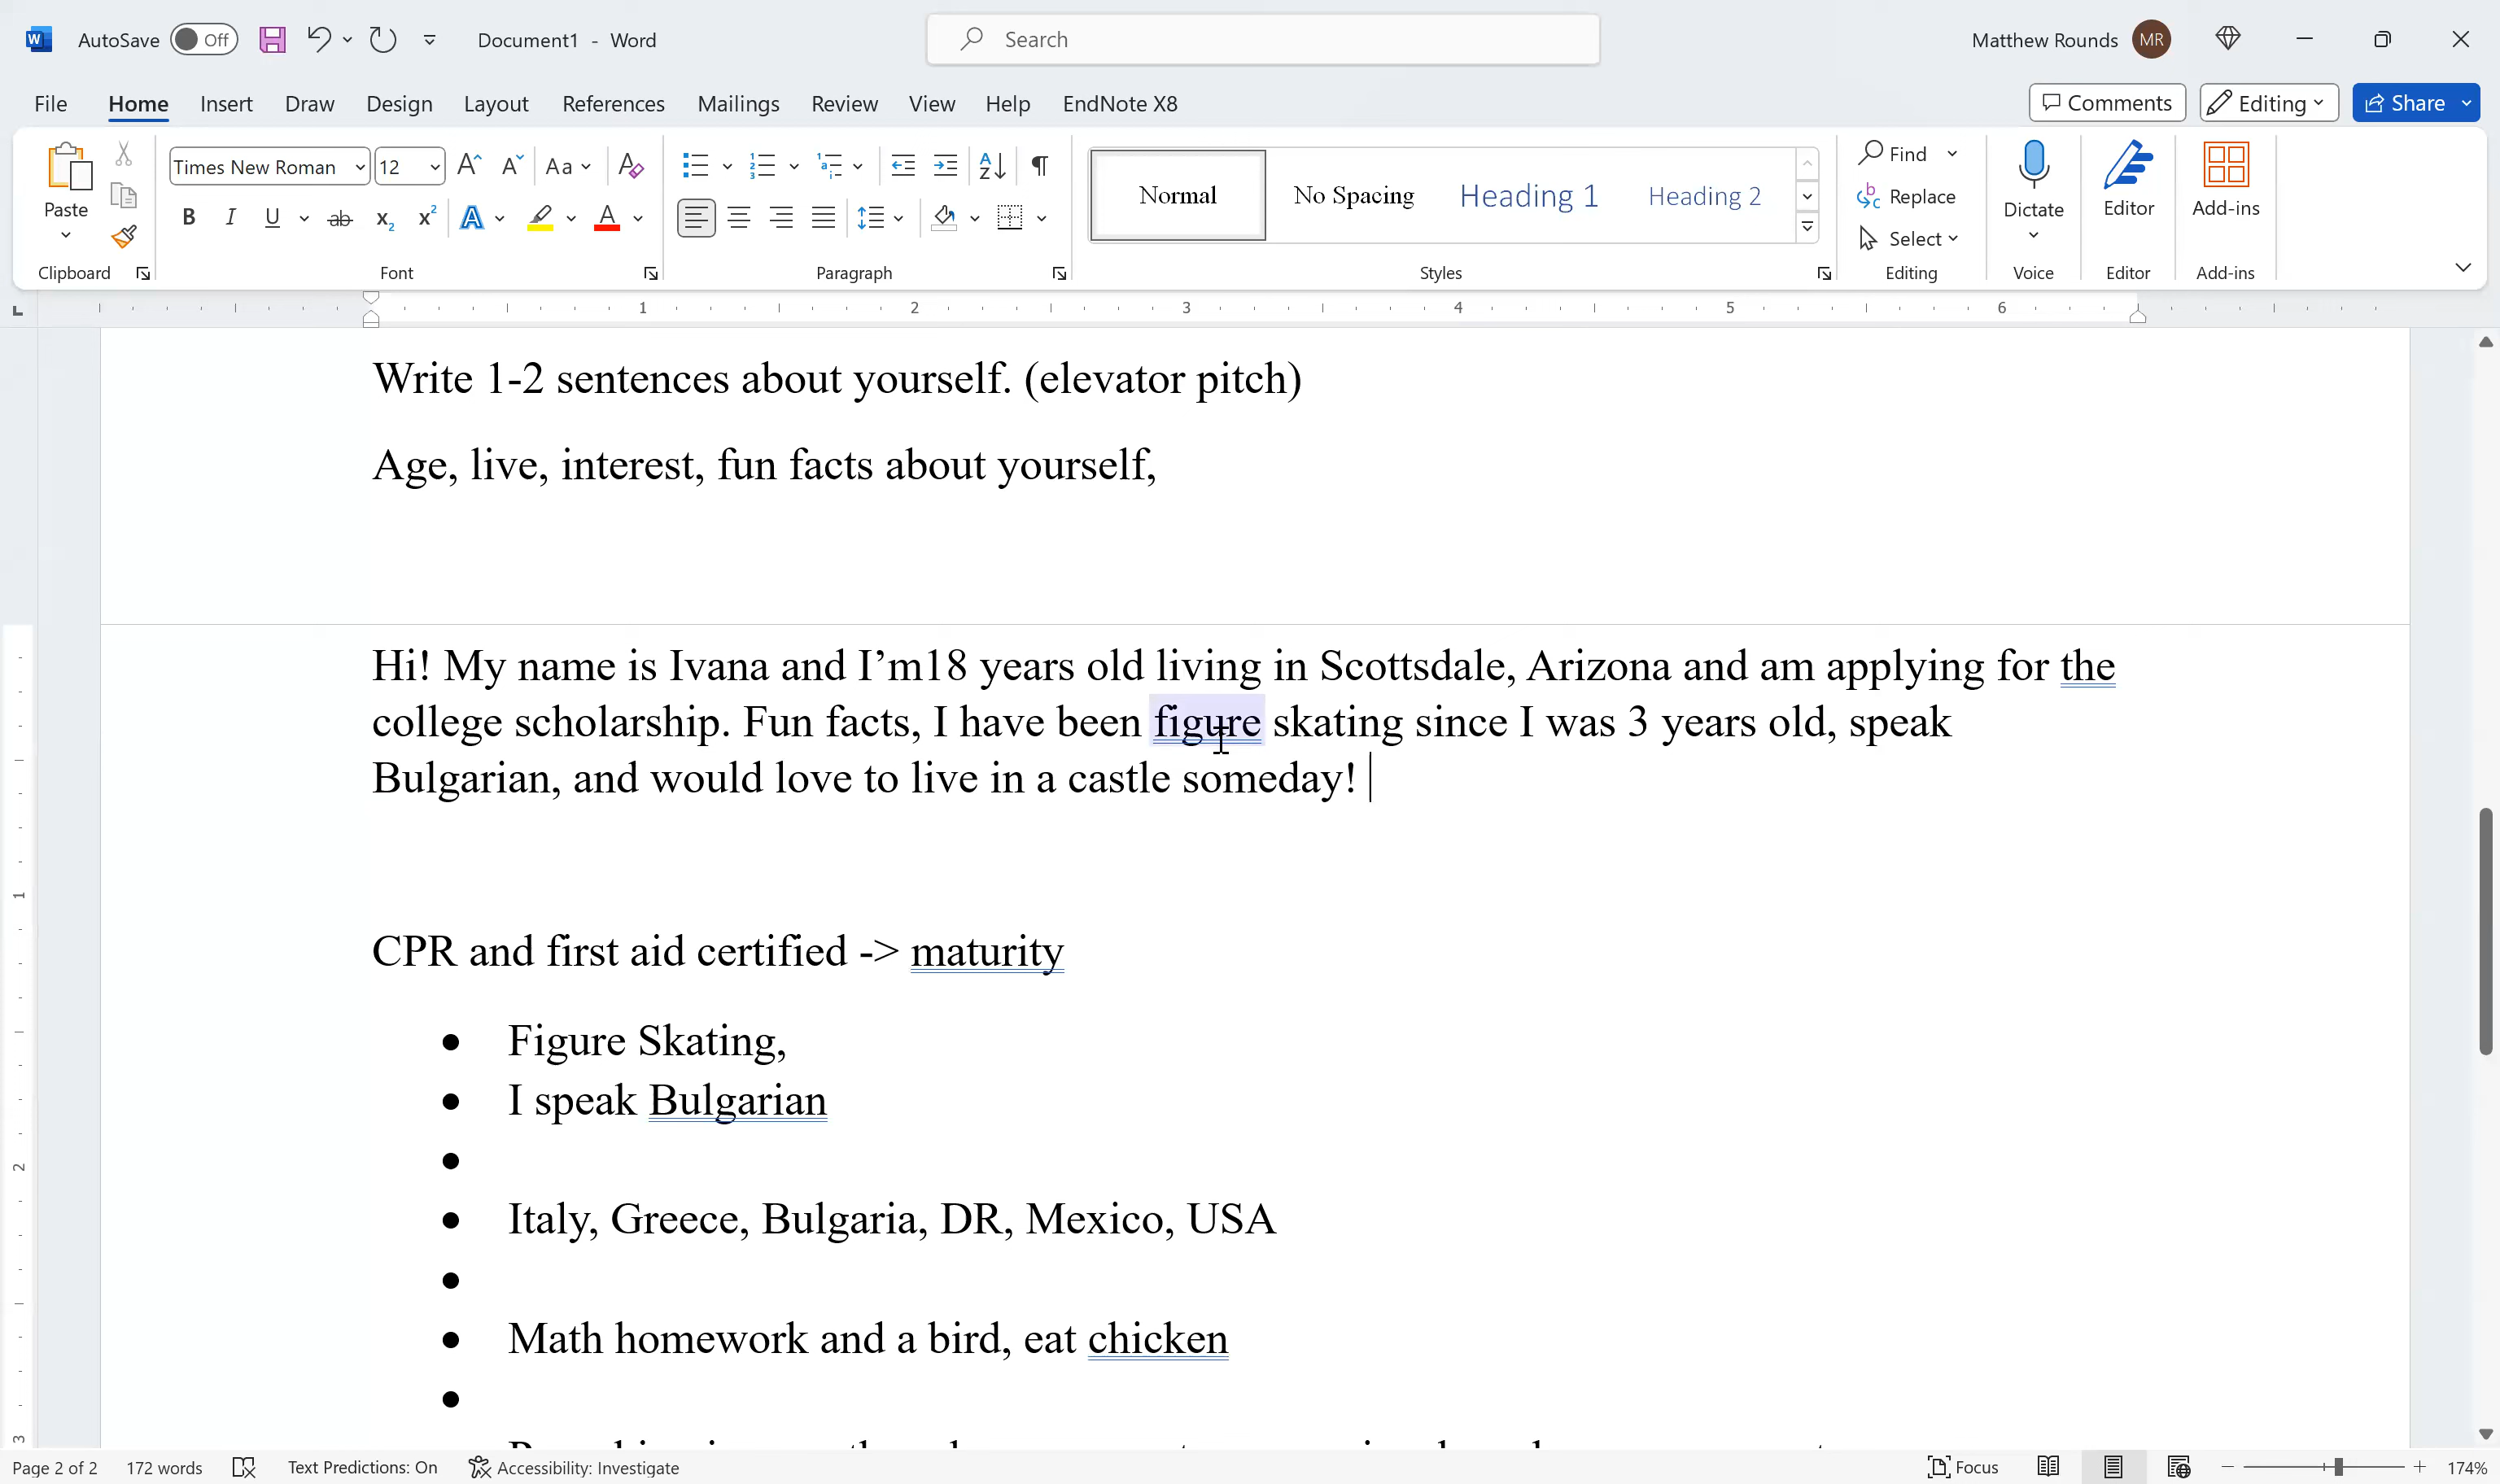 AutoSave Off Document1 - Word Search Matthew Rounds MR
File Home Insert Draw Design Layout References Mailings Review View Help EndNote X8 Comments Editing Share
Paste Times New Roman 12 Aa Normal No Spacing Heading 1 Heading 2 Find Replace Select Dictate Editor Add-ins
Clipboard Font Paragraph Styles Editing Voice Editor Add-ins
1 2 3 4 5 6
Write 1-2 sentences about yourself. (elevator pitch)
Age, live, interest, fun facts about yourself,
Hi! My name is Ivana and I’m18 years old living in Scottsdale, Arizona and am applying for the
college scholarship. Fun facts, I have been figure skating since I was 3 years old, speak
Bulgarian, and would love to live in a castle someday!
CPR and first aid certified -> maturity
• Figure Skating,
• I speak Bulgarian
•
• Italy, Greece, Bulgaria, DR, Mexico, USA
•
• Math homework and a bird, eat chicken
•
Page 2 of 2 172 words Text Predictions: On Accessibility: Investigate Focus 174%